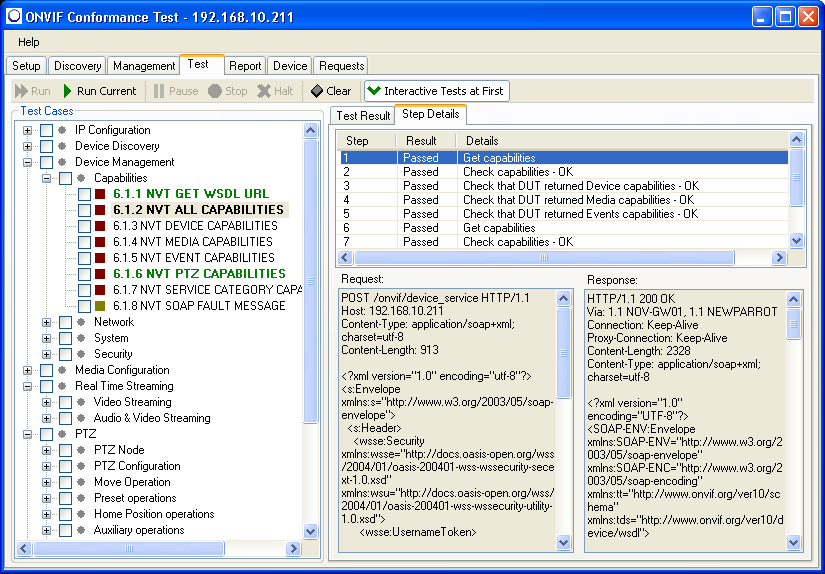 ONVIF Conformance Test - 192.168.10.211
Help
Setup Discovery Management Test Report Device Requests
Run Run Current Pause Stop Halt Clear Interactive Tests at First
Test Cases
IP Configuration
Device Discovery
Device Management
Capabilities
6.1.1 NVT GET WSDL URL
6.1.2 NVT ALL CAPABILITIES
6.1.3 NVT DEVICE CAPABILITIES
6.1.4 NVT MEDIA CAPABILITIES
6.1.5 NVT EVENT CAPABILITIES
6.1.6 NVT PTZ CAPABILITIES
6.1.7 NVT SERVICE CATEGORY CAPA
6.1.8 NVT SOAP FAULT MESSAGE
Network
System
Security
Media Configuration
Real Time Streaming
Video Streaming
Audio & Video Streaming
PTZ
PTZ Node
PTZ Configuration
Move Operation
Preset operations
Home Position operations
Auxiliary operations
Test Result Step Details
Step Result Details
1 Passed Get capabilities
2 Passed Check capabilities - OK
3 Passed Check that DUT returned Device capabilities - OK
4 Passed Check that DUT returned Media capabilities - OK
5 Passed Check that DUT returned Events capabilities - OK
6 Passed Get capabilities
7 Passed Check capabilities - OK
Request:
POST /onvif/device_service HTTP/1.1
Host: 192.168.10.211
Content-Type: application/soap+xml;
charset=utf-8
Content-Length: 913
<?xml version="1.0" encoding="utf-8"?>
<s:Envelope
xmlns:s="http://www.w3.org/2003/05/soap-
envelope">
<s:Header>
<wsse:Security
xmlns:wsse="http://docs.oasis-open.org/wss
/2004/01/oasis-200401-wss-wssecurity-sece
xt-1.0.xsd"
xmlns:wsu="http://docs.oasis-open.org/wss/
2004/01/oasis-200401-wss-wssecurity-utility-
1.0.xsd">
<wsse:UsernameToken>
Response:
HTTP/1.1 200 OK
Via: 1.1 NOV-GW01, 1.1 NEWPARROT
Connection: Keep-Alive
Proxy-Connection: Keep-Alive
Content-Length: 2328
Content-Type: application/soap+xml;
charset=utf-8
<?xml version="1.0"
encoding="UTF-8"?>
<SOAP-ENV:Envelope
xmlns:SOAP-ENV="http://www.w3.org/2
003/05/soap-envelope"
xmlns:SOAP-ENC="http://www.w3.org/2
003/05/soap-encoding"
xmlns:tt="http://www.onvif.org/ver10/sc
hema"
xmlns:tds="http://www.onvif.org/ver10/d
evice/wsdl">